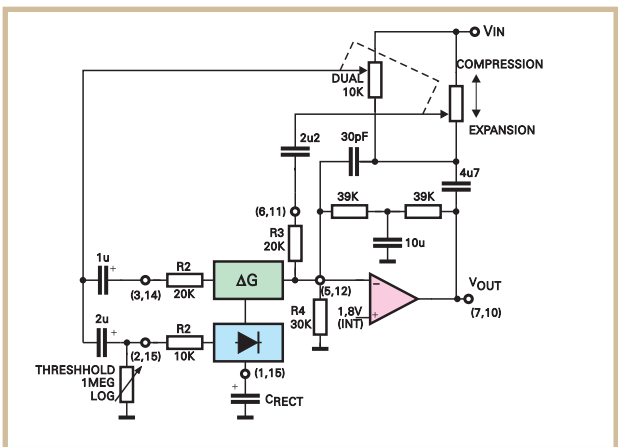 VIN
COMPRESSION
DUAL
10K
EXPANSION
30pF
2u2
4u7
39K
39K
(6,11)
R3
20K
10u
1u
+
R2
ΔG
(5,12)
−
VOUT
(3,14)
20K
R4
30K
1,8V
(INT)
+
(7,10)
2u
+
R2
(2,15)
10K
THRESHHOLD
1MEG
LOG
(1,15)
+
CRECT